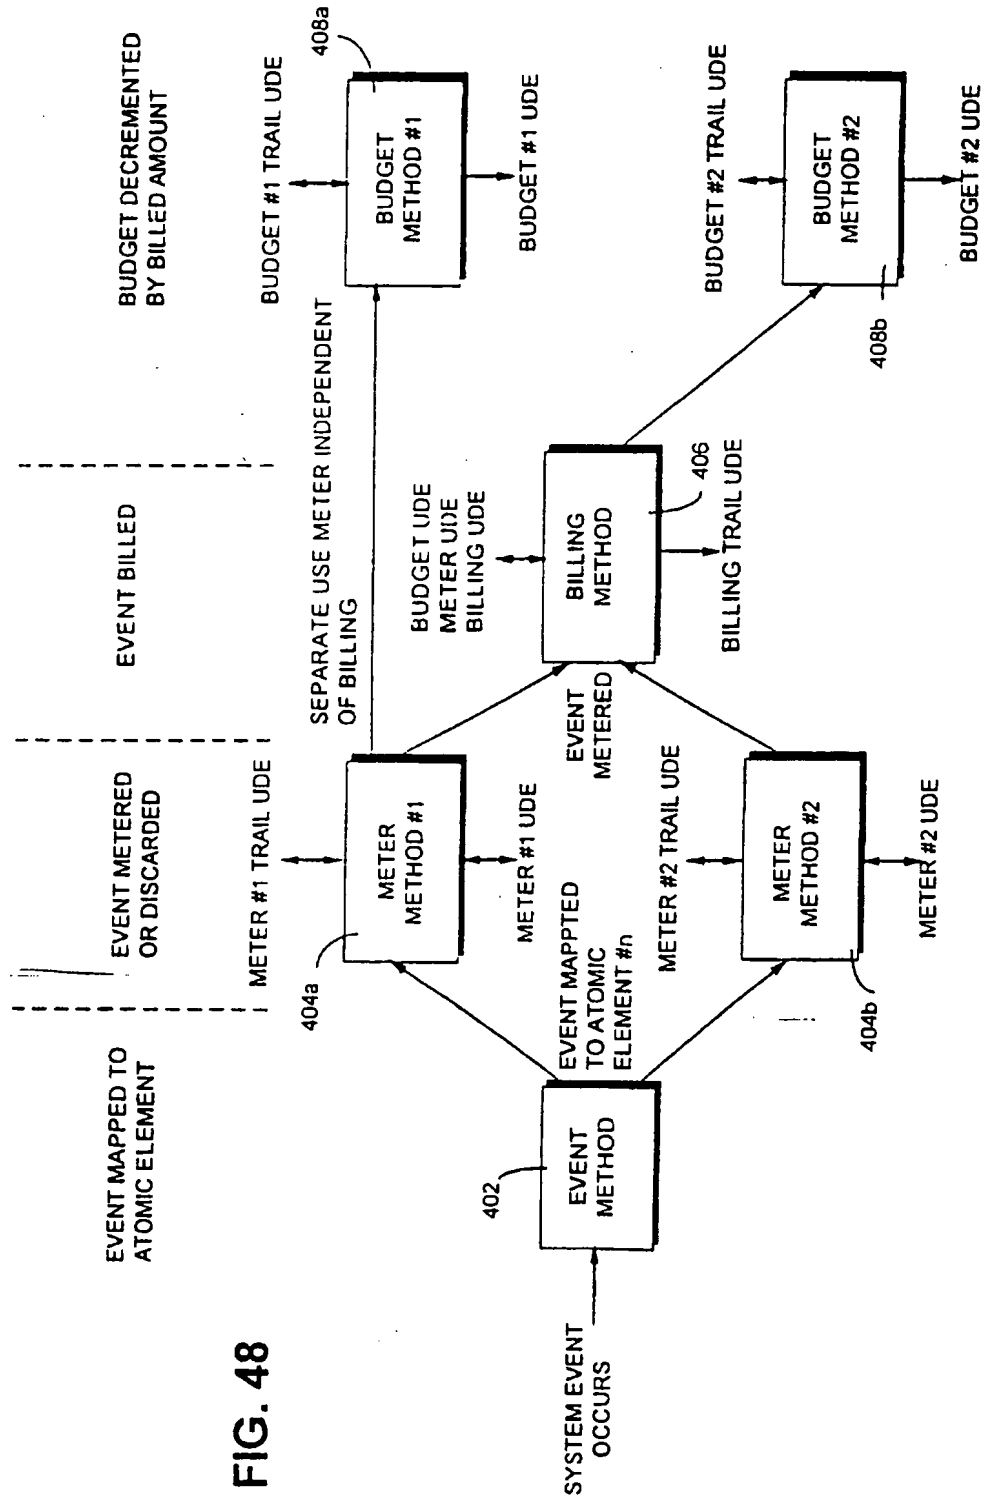 FIG. 48
EVENT MAPPED TO
ATOMIC ELEMENT
EVENT METERED
OR DISCARDED
EVENT BILLED
BUDGET DECREMENTED
BY BILLED AMOUNT
SYSTEM EVENT
OCCURS
402
EVENT
METHOD
EVENT MAPPTED
TO ATOMIC
ELEMENT #n
METER #1 TRAIL UDE
404a
METER
METHOD #1
METER #1 UDE
METER #2 TRAIL UDE
METER
METHOD #2
404b
METER #2 UDE
SEPARATE USE METER INDEPENDENT
OF BILLING
EVENT
METERED
BUDGET UDE
METER UDE
BILLING UDE
BILLING
METHOD
406
BILLING TRAIL UDE
BUDGET #1 TRAIL UDE
408a
BUDGET
METHOD #1
BUDGET #1 UDE
BUDGET #2 TRAIL UDE
BUDGET
METHOD #2
408b
BUDGET #2 UDE